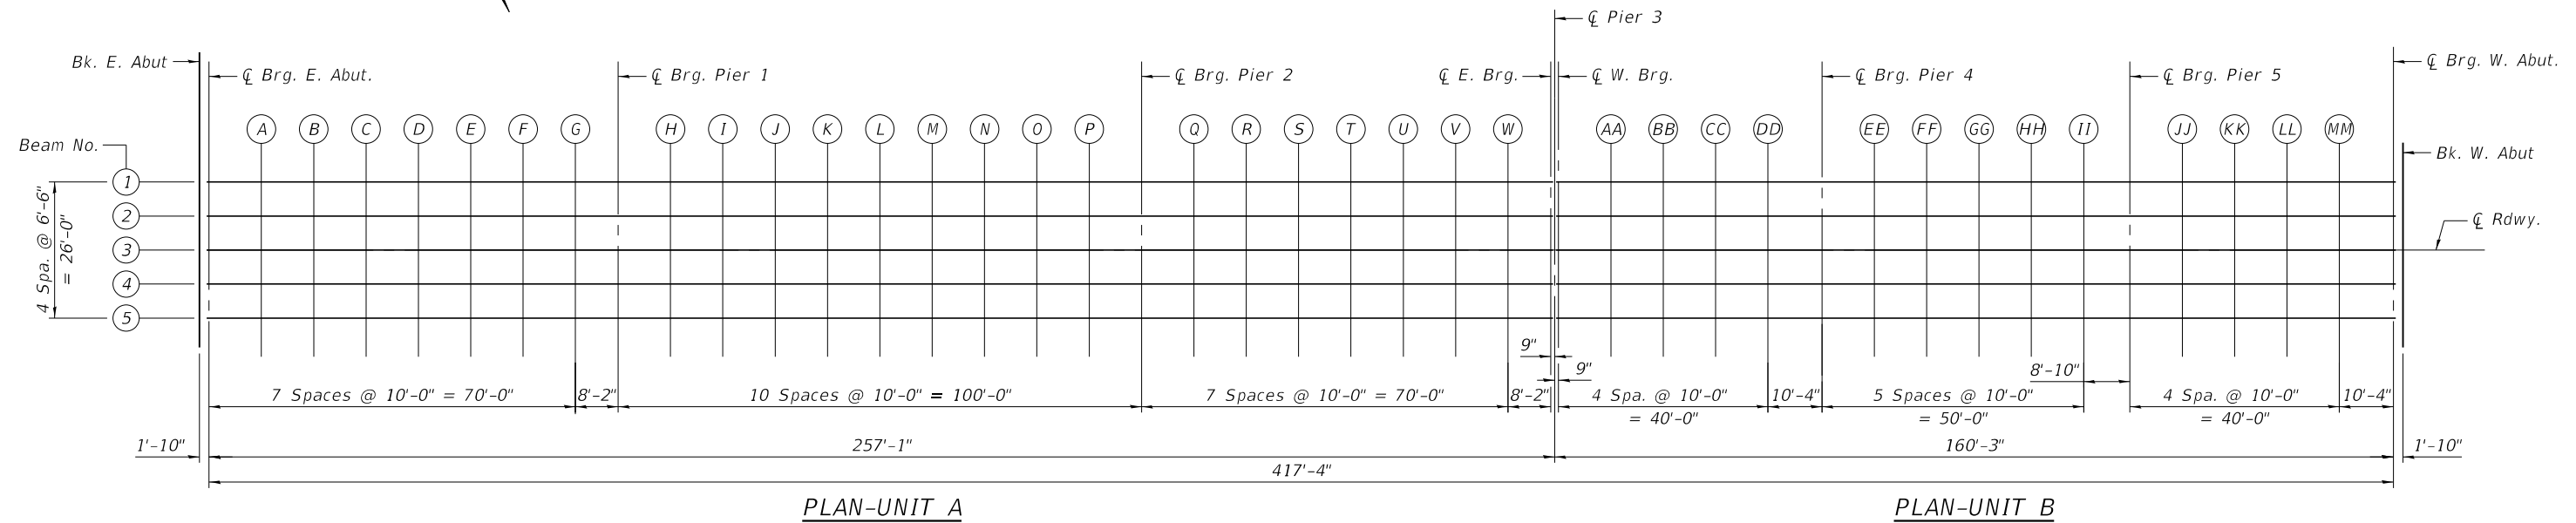 ℄ Pier 3
Bk. E. Abut
℄ Brg. E. Abut.
℄ Brg. Pier 1
℄ Brg. Pier 2
℄ E. Brg.
℄ W. Brg.
℄ Brg. Pier 4
℄ Brg. Pier 5
℄ Brg. W. Abut.
A B C D E F G H I J K L M N O P Q R S T U V W AA BB CC DD EE FF GG HH II JJ KK LL MM
Beam No.
Bk. W. Abut
1
2
3
4
5
4 Spa. @ 6'-6"
= 26'-0"
℄ Rdwy.
9"
9"
8'-10"
7 Spaces @ 10'-0" = 70'-0"
8'-2"
10 Spaces @ 10'-0" = 100'-0"
7 Spaces @ 10'-0" = 70'-0"
8'-2"
4 Spa. @ 10'-0"
= 40'-0"
10'-4"
5 Spaces @ 10'-0"
= 50'-0"
4 Spa. @ 10'-0"
= 40'-0"
10'-4"
1'-10"
257'-1"
160'-3"
1'-10"
417'-4"
PLAN-UNIT A
PLAN-UNIT B